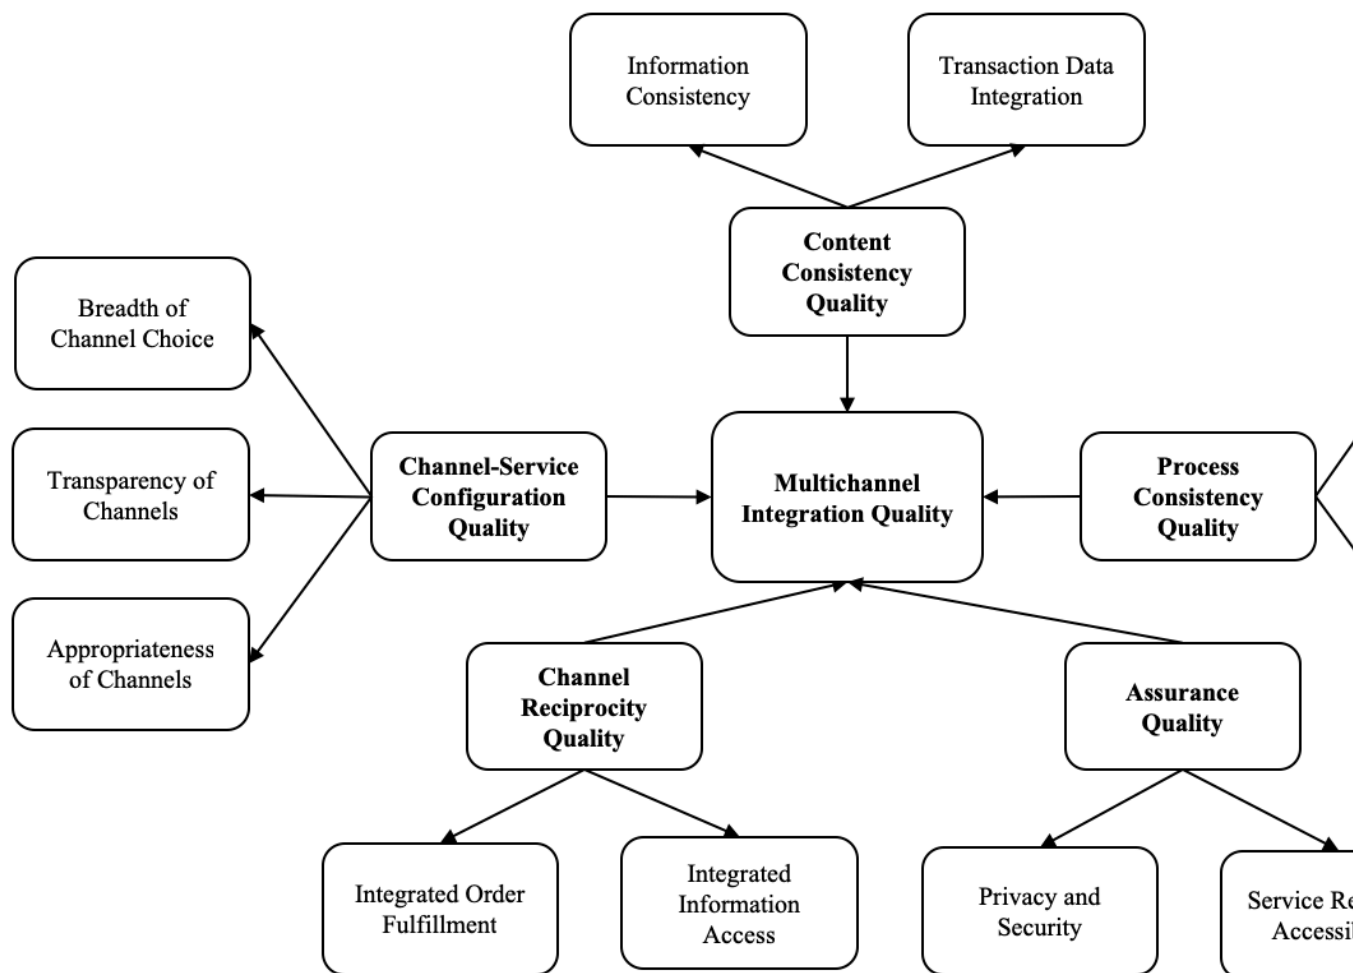 Information
Consistency
Transaction Data
Integration
Content
Consistency
Quality
Breadth of
Channel Choice
Transparency of
Channels
Appropriateness
of Channels
Channel-Service
Configuration
Quality
Multichannel
Integration Quality
Process
Consistency
Quality
Channel
Reciprocity
Quality
Assurance
Quality
Integrated Order
Fulfillment
Integrated
Information
Access
Privacy and
Security
Service